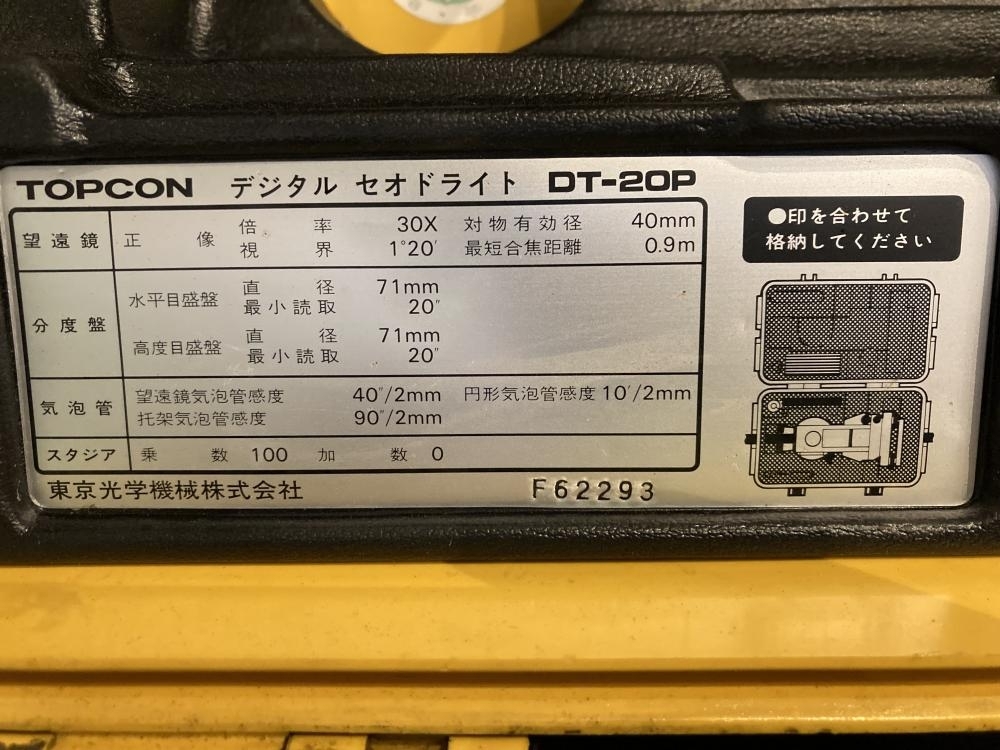 TOPCON デジタル セオドライト DT-20P
望遠鏡 正像 倍率 30X 対物有効径 40mm
視界 1°20′ 最短合焦距離 0.9m
分度盤 水平目盛盤 直径 71mm
最小読取 20″
高度目盛盤 直径 71mm
最小読取 20″
気泡管 望遠鏡気泡管感度 40″/2mm 円形気泡管感度 10′/2mm
托架気泡管感度 90″/2mm
スタジア 乗数 100 加数 0
東京光学機械株式会社 F62293
●印を合わせて
格納してください